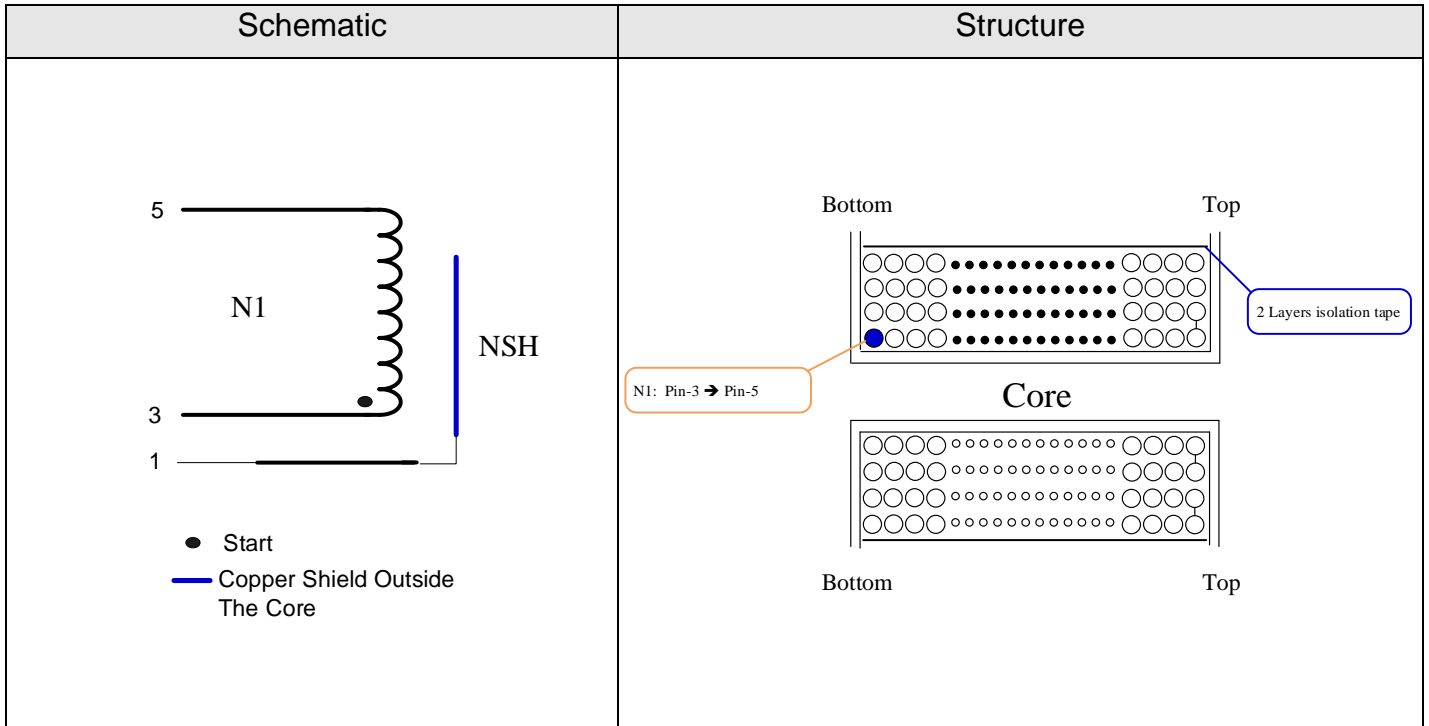 Schematic
Structure
5
N1
NSH
3
1
Start
Copper Shield Outside
The Core
Bottom
Top
2 Layers isolation tape
N1: Pin-3 ➔ Pin-5
Core
Bottom
Top